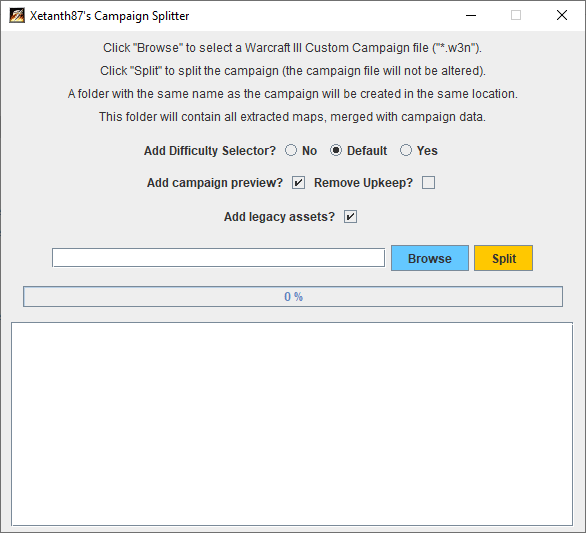 Xetanth87's Campaign Splitter
Click "Browse" to select a Warcraft III Custom Campaign file ("*.w3n").
Click "Split" to split the campaign (the campaign file will not be altered).
A folder with the same name as the campaign will be created in the same location.
This folder will contain all extracted maps, merged with campaign data.
Add Difficulty Selector? No Default Yes
Add campaign preview? Remove Upkeep?
Add legacy assets?
Browse Split
0 %